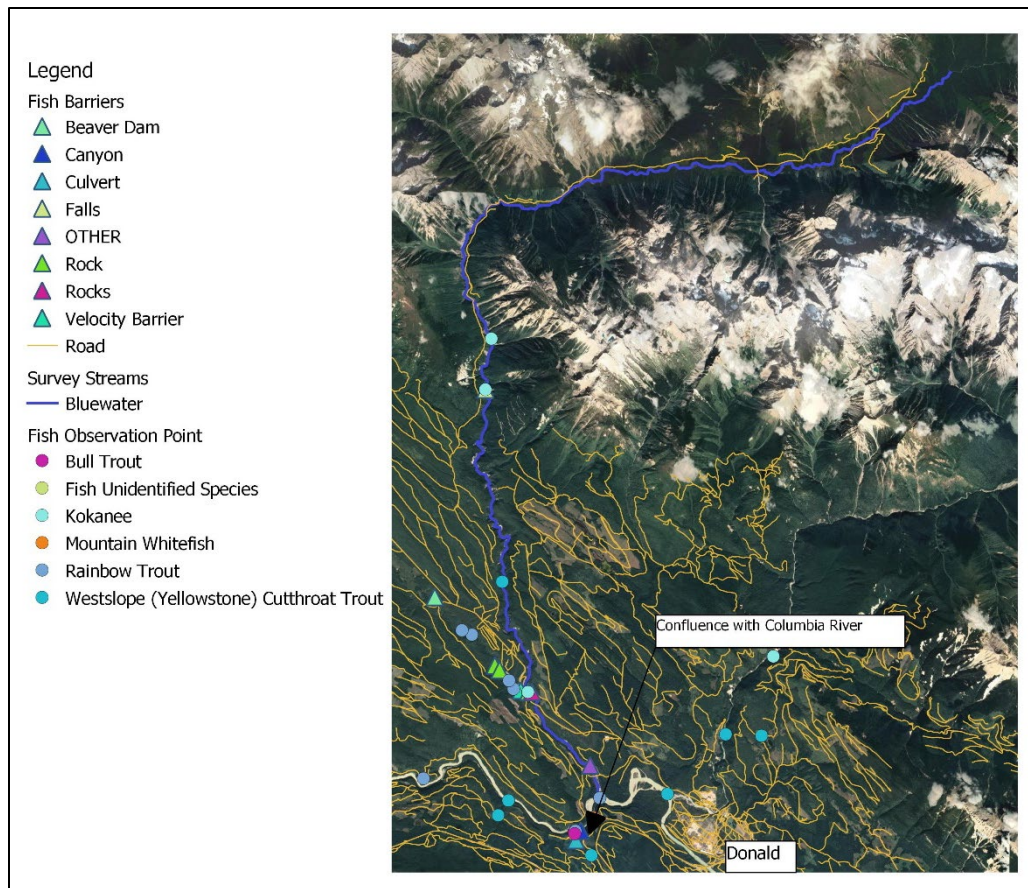 Legend
Fish Barriers
Beaver Dam
Canyon
Culvert
Falls
OTHER
Rock
Rocks
Velocity Barrier
Road
Survey Streams
Bluewater
Fish Observation Point
Bull Trout
Fish Unidentified Species
Kokanee
Mountain Whitefish
Rainbow Trout
Westslope (Yellowstone) Cutthroat Trout
Confluence with Columbia River
Donald